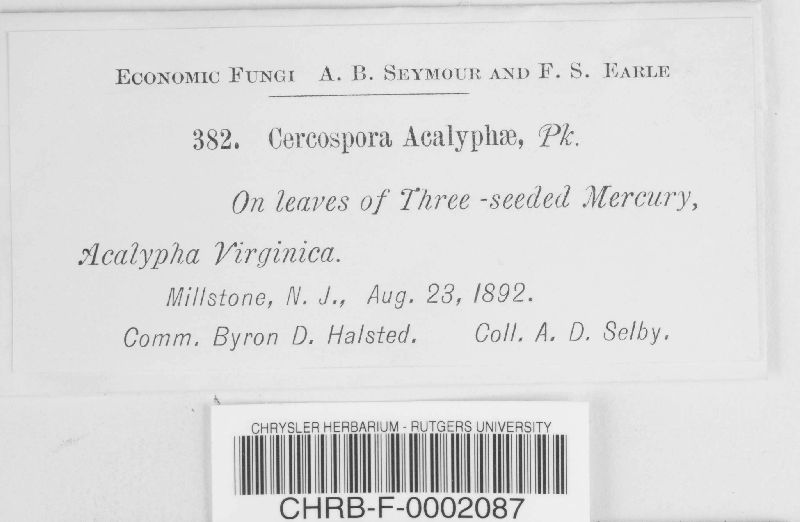 Economic Fungi A. B. Seymour and F. S. Earle
382. Cercospora Acalyphæ, Pk.
On leaves of Three-seeded Mercury,
Acalypha Virginica.
Millstone, N. J., Aug. 23, 1892.
Comm. Byron D. Halsted. Coll. A. D. Selby.
CHRYSLER HERBARIUM - RUTGERS UNIVERSITY
CHRB-F-0002087